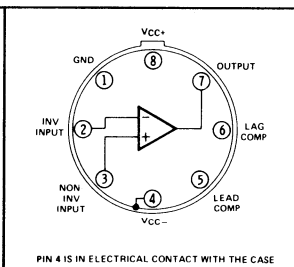 VCC+
GND
8
OUTPUT
1
7
INV
INPUT
2
−
+
6
LAG
COMP
3
5
NON
INV
INPUT
4
LEAD
COMP
VCC−
PIN 4 IS IN ELECTRICAL CONTACT WITH THE CASE